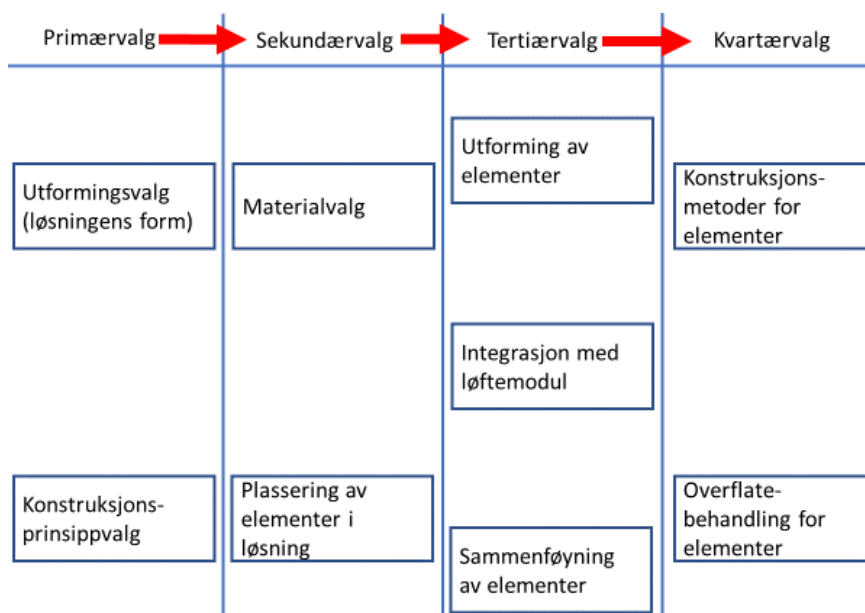 Primærvalg
Sekundærvalg
Tertiærvalg
Kvartærvalg
Utformingsvalg
(løsningens form)
Konstruksjons-
prinsippvalg
Materialvalg
Plassering av
elementer i
løsning
Utforming av
elementer
Integrasjon med
løftemodul
Sammenføyning
av elementer
Konstruksjons-
metoder for
elementer
Overflate-
behandling for
elementer